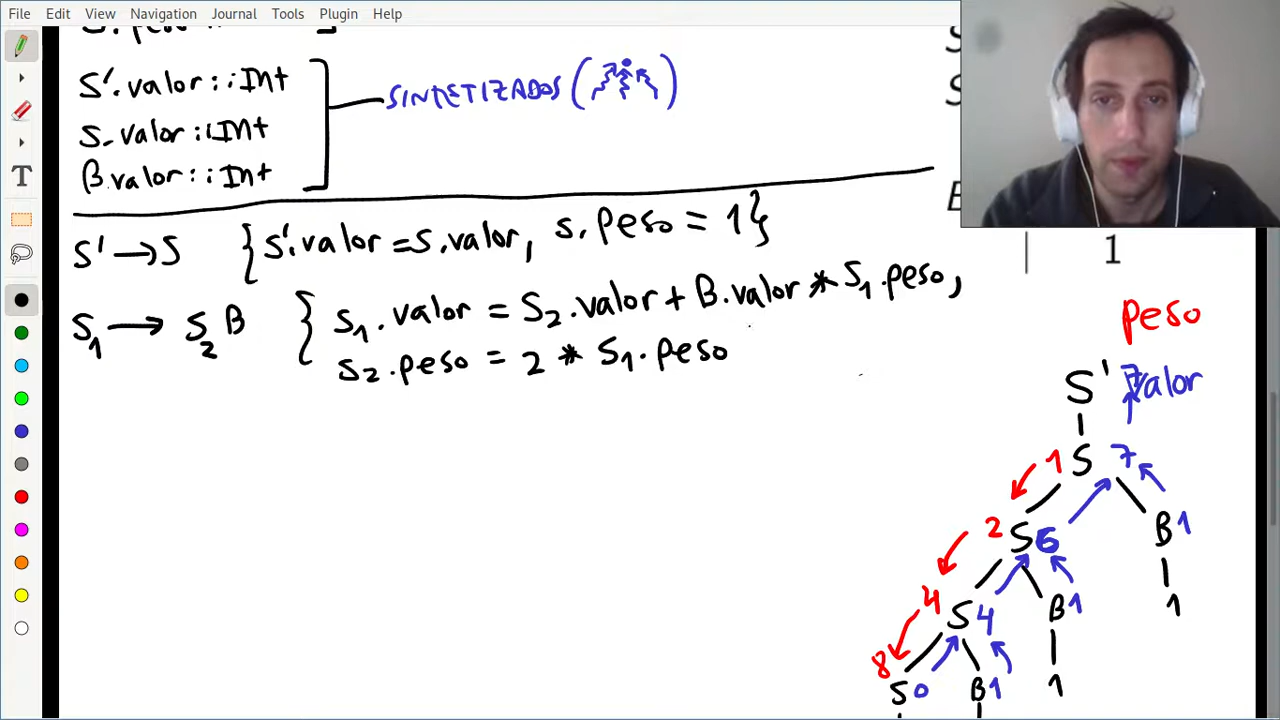 File Edit View Navigation Journal Tools Plugin Help
S'.valor::Int
S.valor::Int
B.valor::Int
SINTETIZADOS ( )
S' → S {S'.valor = S.valor, S.peso = 1}
S₁ → S₂ B { S₁.valor = S₂.valor + B.valor * S₁.peso,
S₂.peso = 2 * S₁.peso
| 1
peso
S' 7 valor
1 S 7
2 S 6 B 1
4 S 4 B 1 1
8 S 0 B 1 1
T